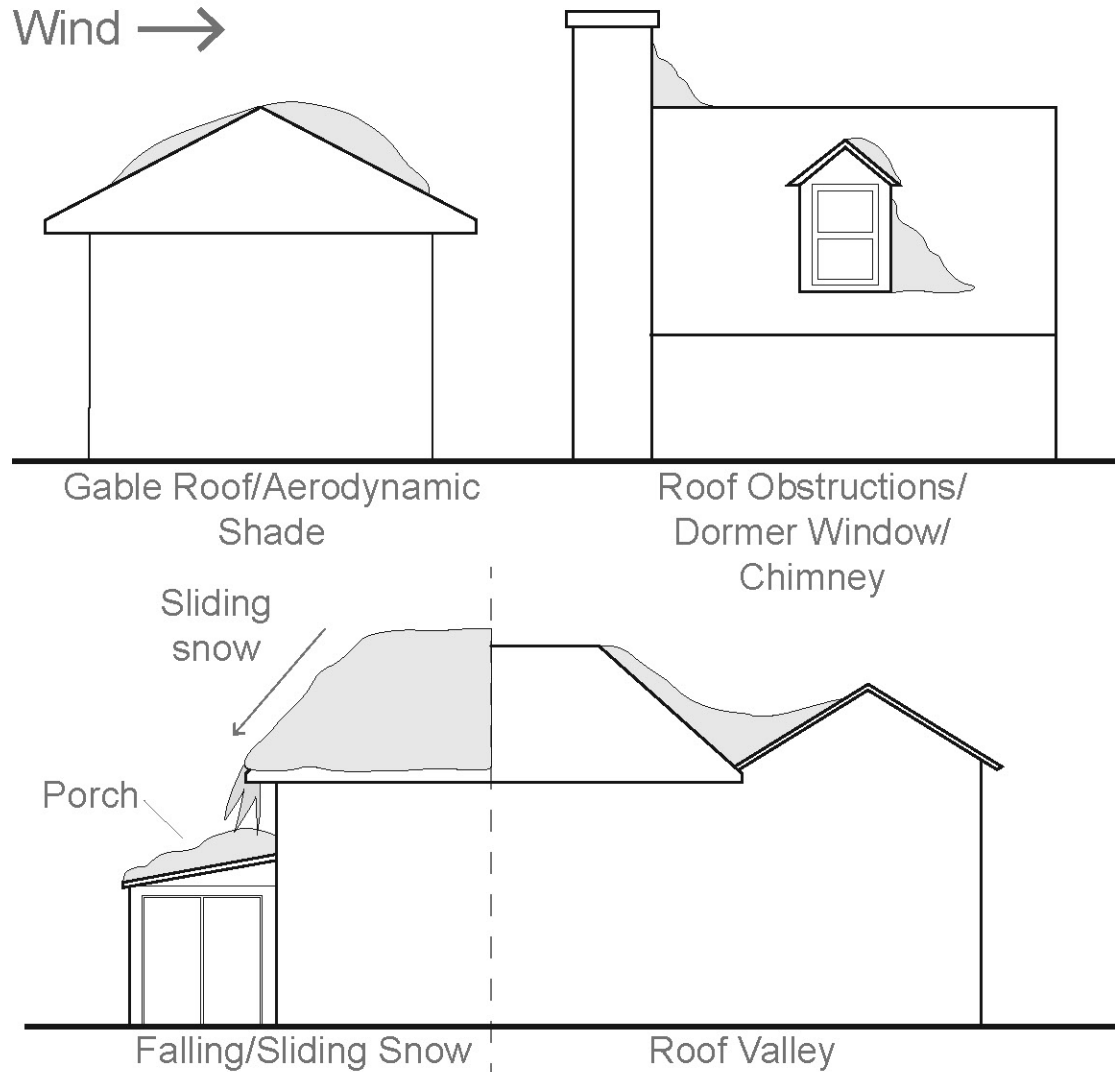 Wind
Gable Roof/Aerodynamic
Shade
Roof Obstructions/
Dormer Window/
Chimney
Sliding
snow
Porch
Falling/Sliding Snow
Roof Valley